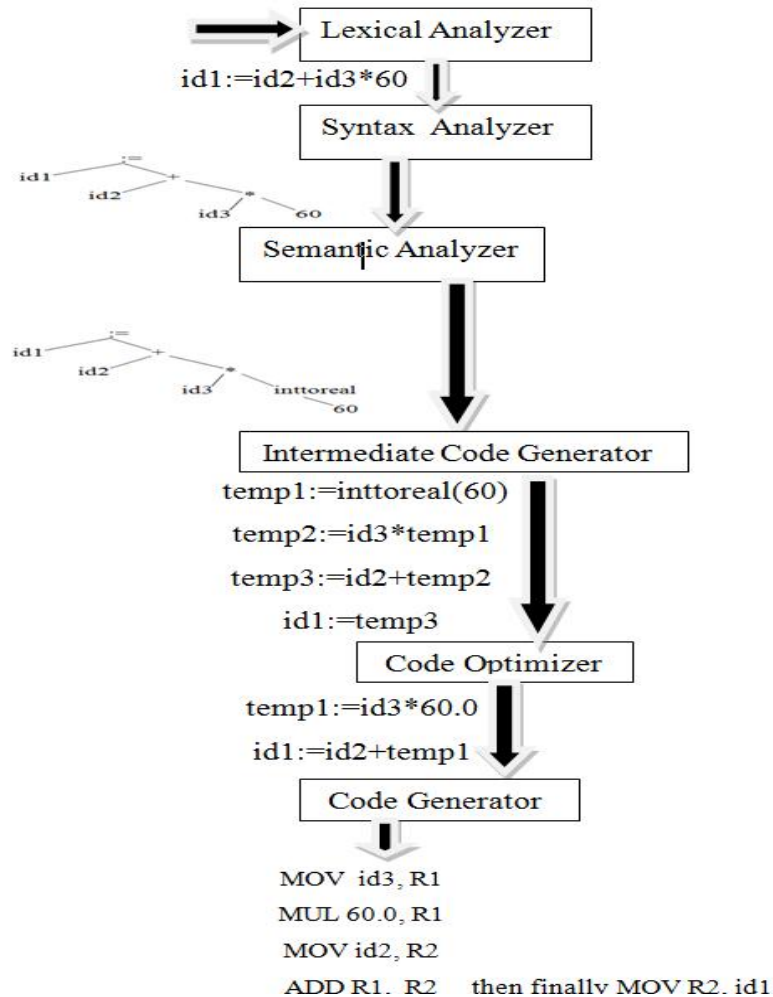 Lexical Analyzer
id1:=id2+id3*60
Syntax Analyzer
:=
id1 +
id2 *
id3 60
Semantic Analyzer
:=
id1 +
id2 *
id3 inttoreal
60
Intermediate Code Generator
temp1:=inttoreal(60)
temp2:=id3*temp1
temp3:=id2+temp2
id1:=temp3
Code Optimizer
temp1:=id3*60.0
id1:=id2+temp1
Code Generator
MOV id3, R1
MUL 60.0, R1
MOV id2, R2
ADD R1, R2 then finally MOV R2, id1